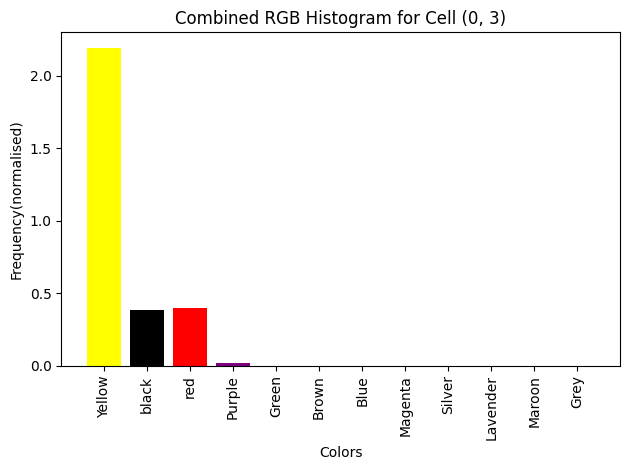 Combined RGB Histogram for Cell (0, 3)
Frequency(normalised)
2.0
1.5
1.0
0.5
0.0
Yellow
black
red
Purple
Green
Brown
Blue
Magenta
Silver
Lavender
Maroon
Grey
Colors